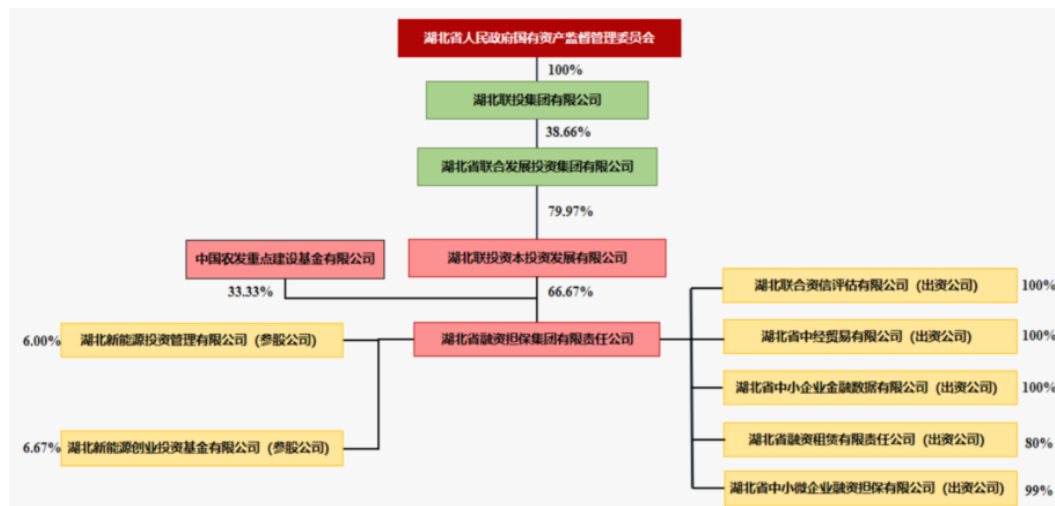 湖北省人民政府国有资产监督管理委员会
100%
湖北联投集团有限公司
38.66%
湖北省联合发展投资集团有限公司
79.97%
中国农发重点建设基金有限公司
湖北联投资本投资发展有限公司
33.33%
66.67%
湖北联合资信评估有限公司（出资公司） 100%
6.00% 湖北新能源投资管理有限公司（参股公司）
湖北省融资担保集团有限责任公司
湖北省中经贸易有限公司（出资公司） 100%
湖北省中小企业金融数据有限公司（出资公司） 100%
6.67% 湖北新能源创业投资基金有限公司（参股公司）
湖北省融资租赁有限责任公司（出资公司） 80%
湖北省中小微企业融资担保有限公司（出资公司） 99%